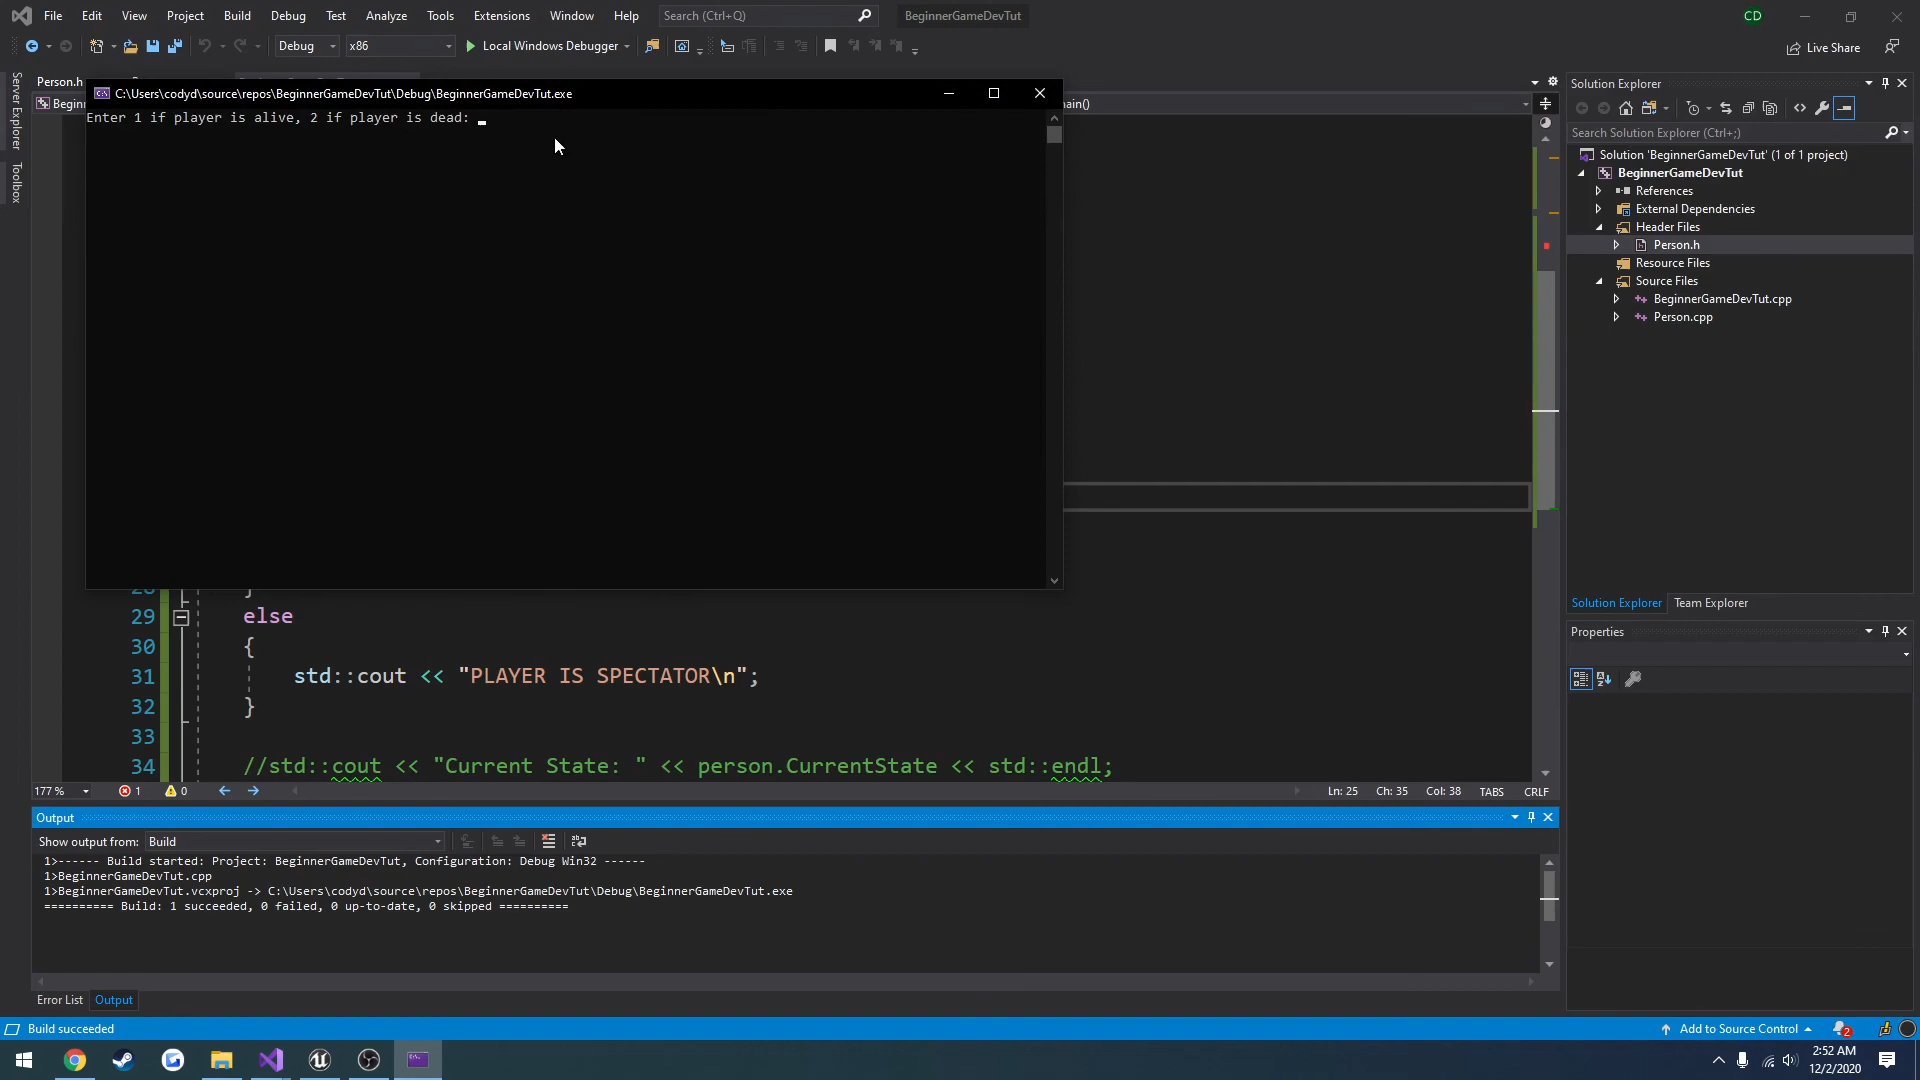 File Edit View Project Build Debug Test Analyze Tools Extensions Window Help Search (Ctrl+Q) BeginnerGameDevTut CD
Debug x86 Local Windows Debugger Live Share
Server Explorer
Toolbox
Person.h
C:\Users\codyd\source\repos\BeginnerGameDevTut\Debug\BeginnerGameDevTut.exe
Enter 1 if player is alive, 2 if player is dead:
Solution Explorer
Search Solution Explorer (Ctrl+;)
Solution 'BeginnerGameDevTut' (1 of 1 project)
BeginnerGameDevTut
References
External Dependencies
Header Files
Person.h
Resource Files
Source Files
BeginnerGameDevTut.cpp
Person.cpp
Solution Explorer Team Explorer
Properties
29 else
30 {
31 std::cout << "PLAYER IS SPECTATOR\n";
32 }
33
34 //std::cout << "Current State: " << person.CurrentState << std::endl;
177 % 1 0 Ln: 25 Ch: 35 Col: 38 TABS CRLF
Output
Show output from: Build
1>------ Build started: Project: BeginnerGameDevTut, Configuration: Debug Win32 ------
1>BeginnerGameDevTut.cpp
1>BeginnerGameDevTut.vcxproj -> C:\Users\codyd\source\repos\BeginnerGameDevTut\Debug\BeginnerGameDevTut.exe
========== Build: 1 succeeded, 0 failed, 0 up-to-date, 0 skipped ==========
Error List Output
Build succeeded Add to Source Control 2
2:52 AM
12/2/2020